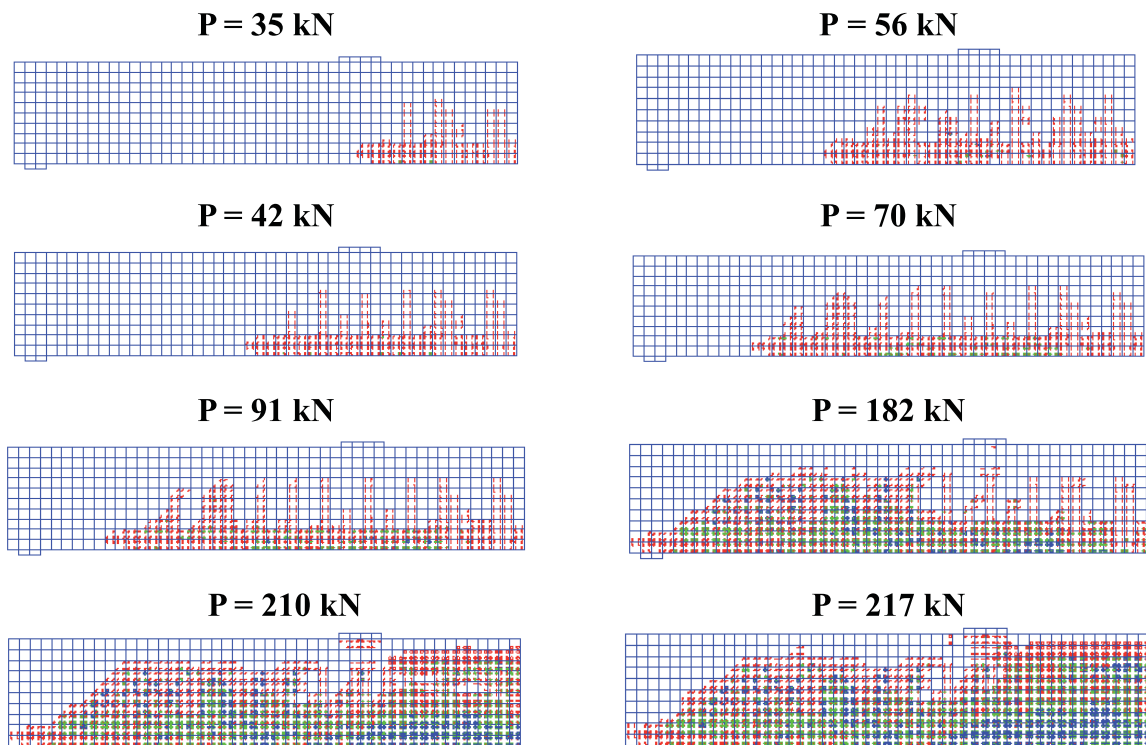 P = 35 kN
P = 56 kN
P = 42 kN
P = 70 kN
P = 91 kN
P = 182 kN
P = 210 kN
P = 217 kN